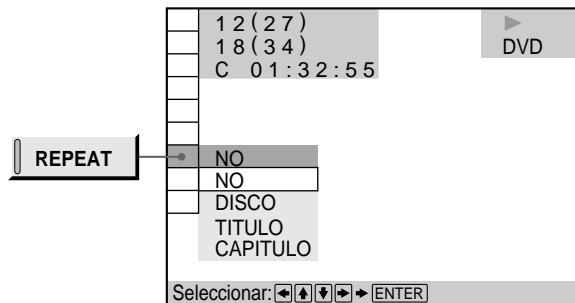 12(27)
18(34)
C 01:32:55
DVD
REPEAT
NO
NO
DISCO
TITULO
CAPITULO
Seleccionar: ENTER